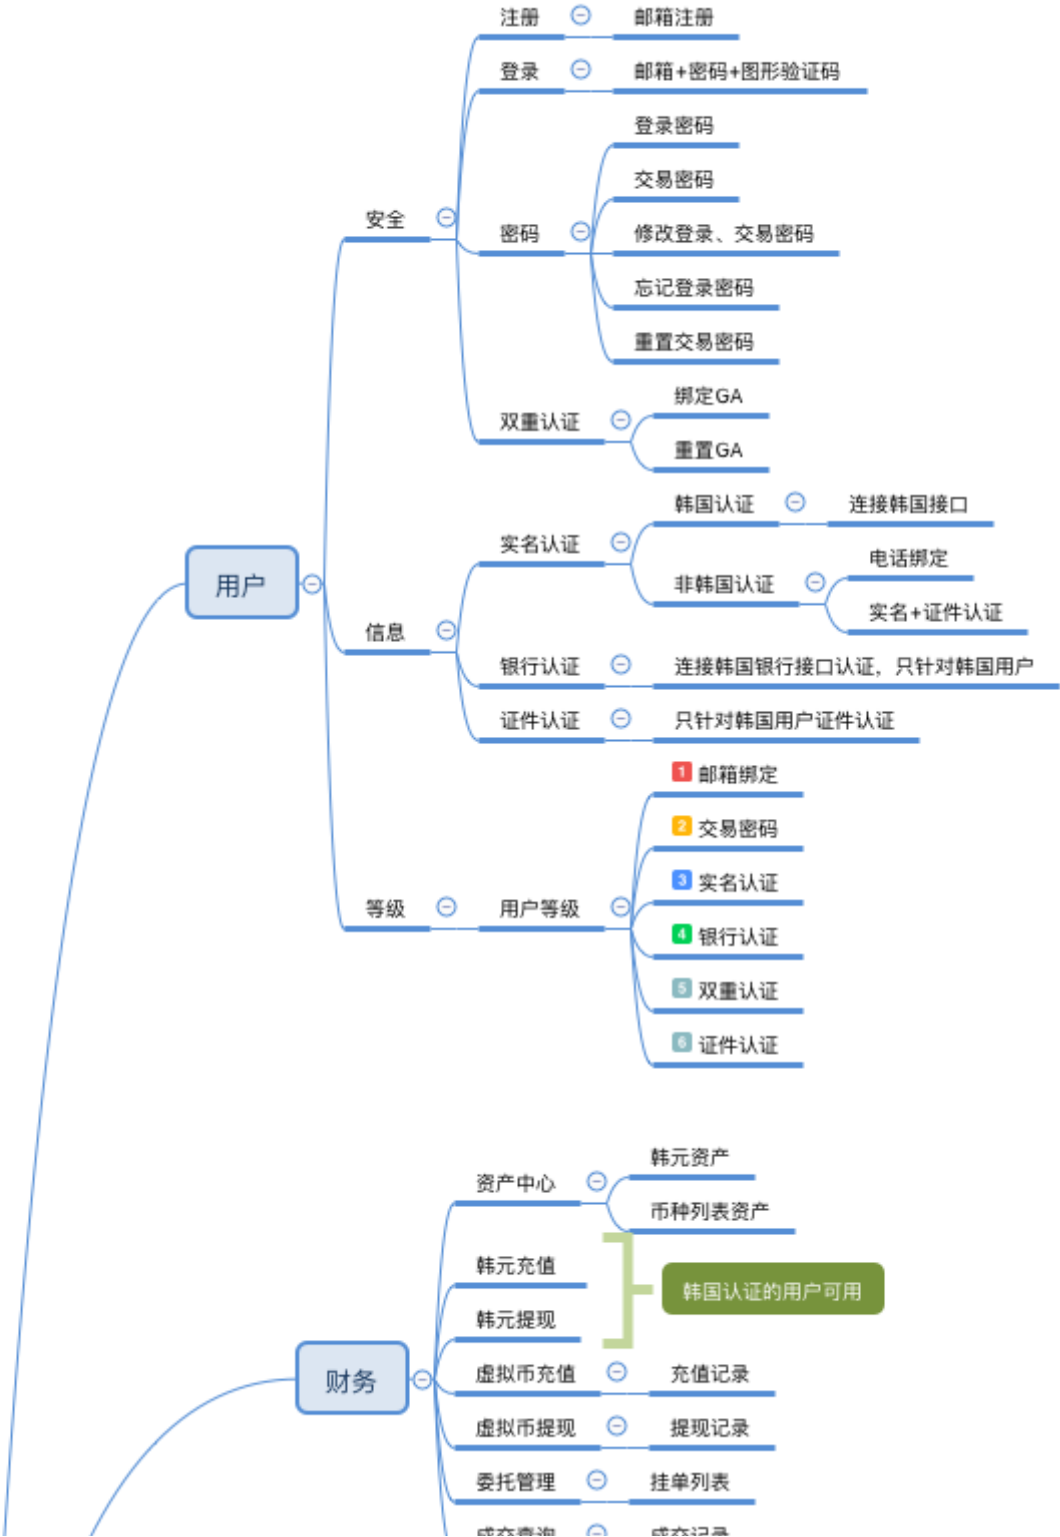 注册
邮箱注册
登录
邮箱+密码+图形验证码
登录密码
交易密码
安全
密码
修改登录、交易密码
忘记登录密码
重置交易密码
双重认证
绑定GA
重置GA
韩国认证
连接韩国接口
实名认证
电话绑定
用户
非韩国认证
实名+证件认证
信息
银行认证
连接韩国银行接口认证，只针对韩国用户
证件认证
只针对韩国用户证件认证
1 邮箱绑定
2 交易密码
3 实名认证
等级
用户等级
4 银行认证
5 双重认证
6 证件认证
资产中心
韩元资产
币种列表资产
韩元充值
韩国认证的用户可用
韩元提现
财务
虚拟币充值
充值记录
虚拟币提现
提现记录
委托管理
挂单列表
成交查询
成交记录